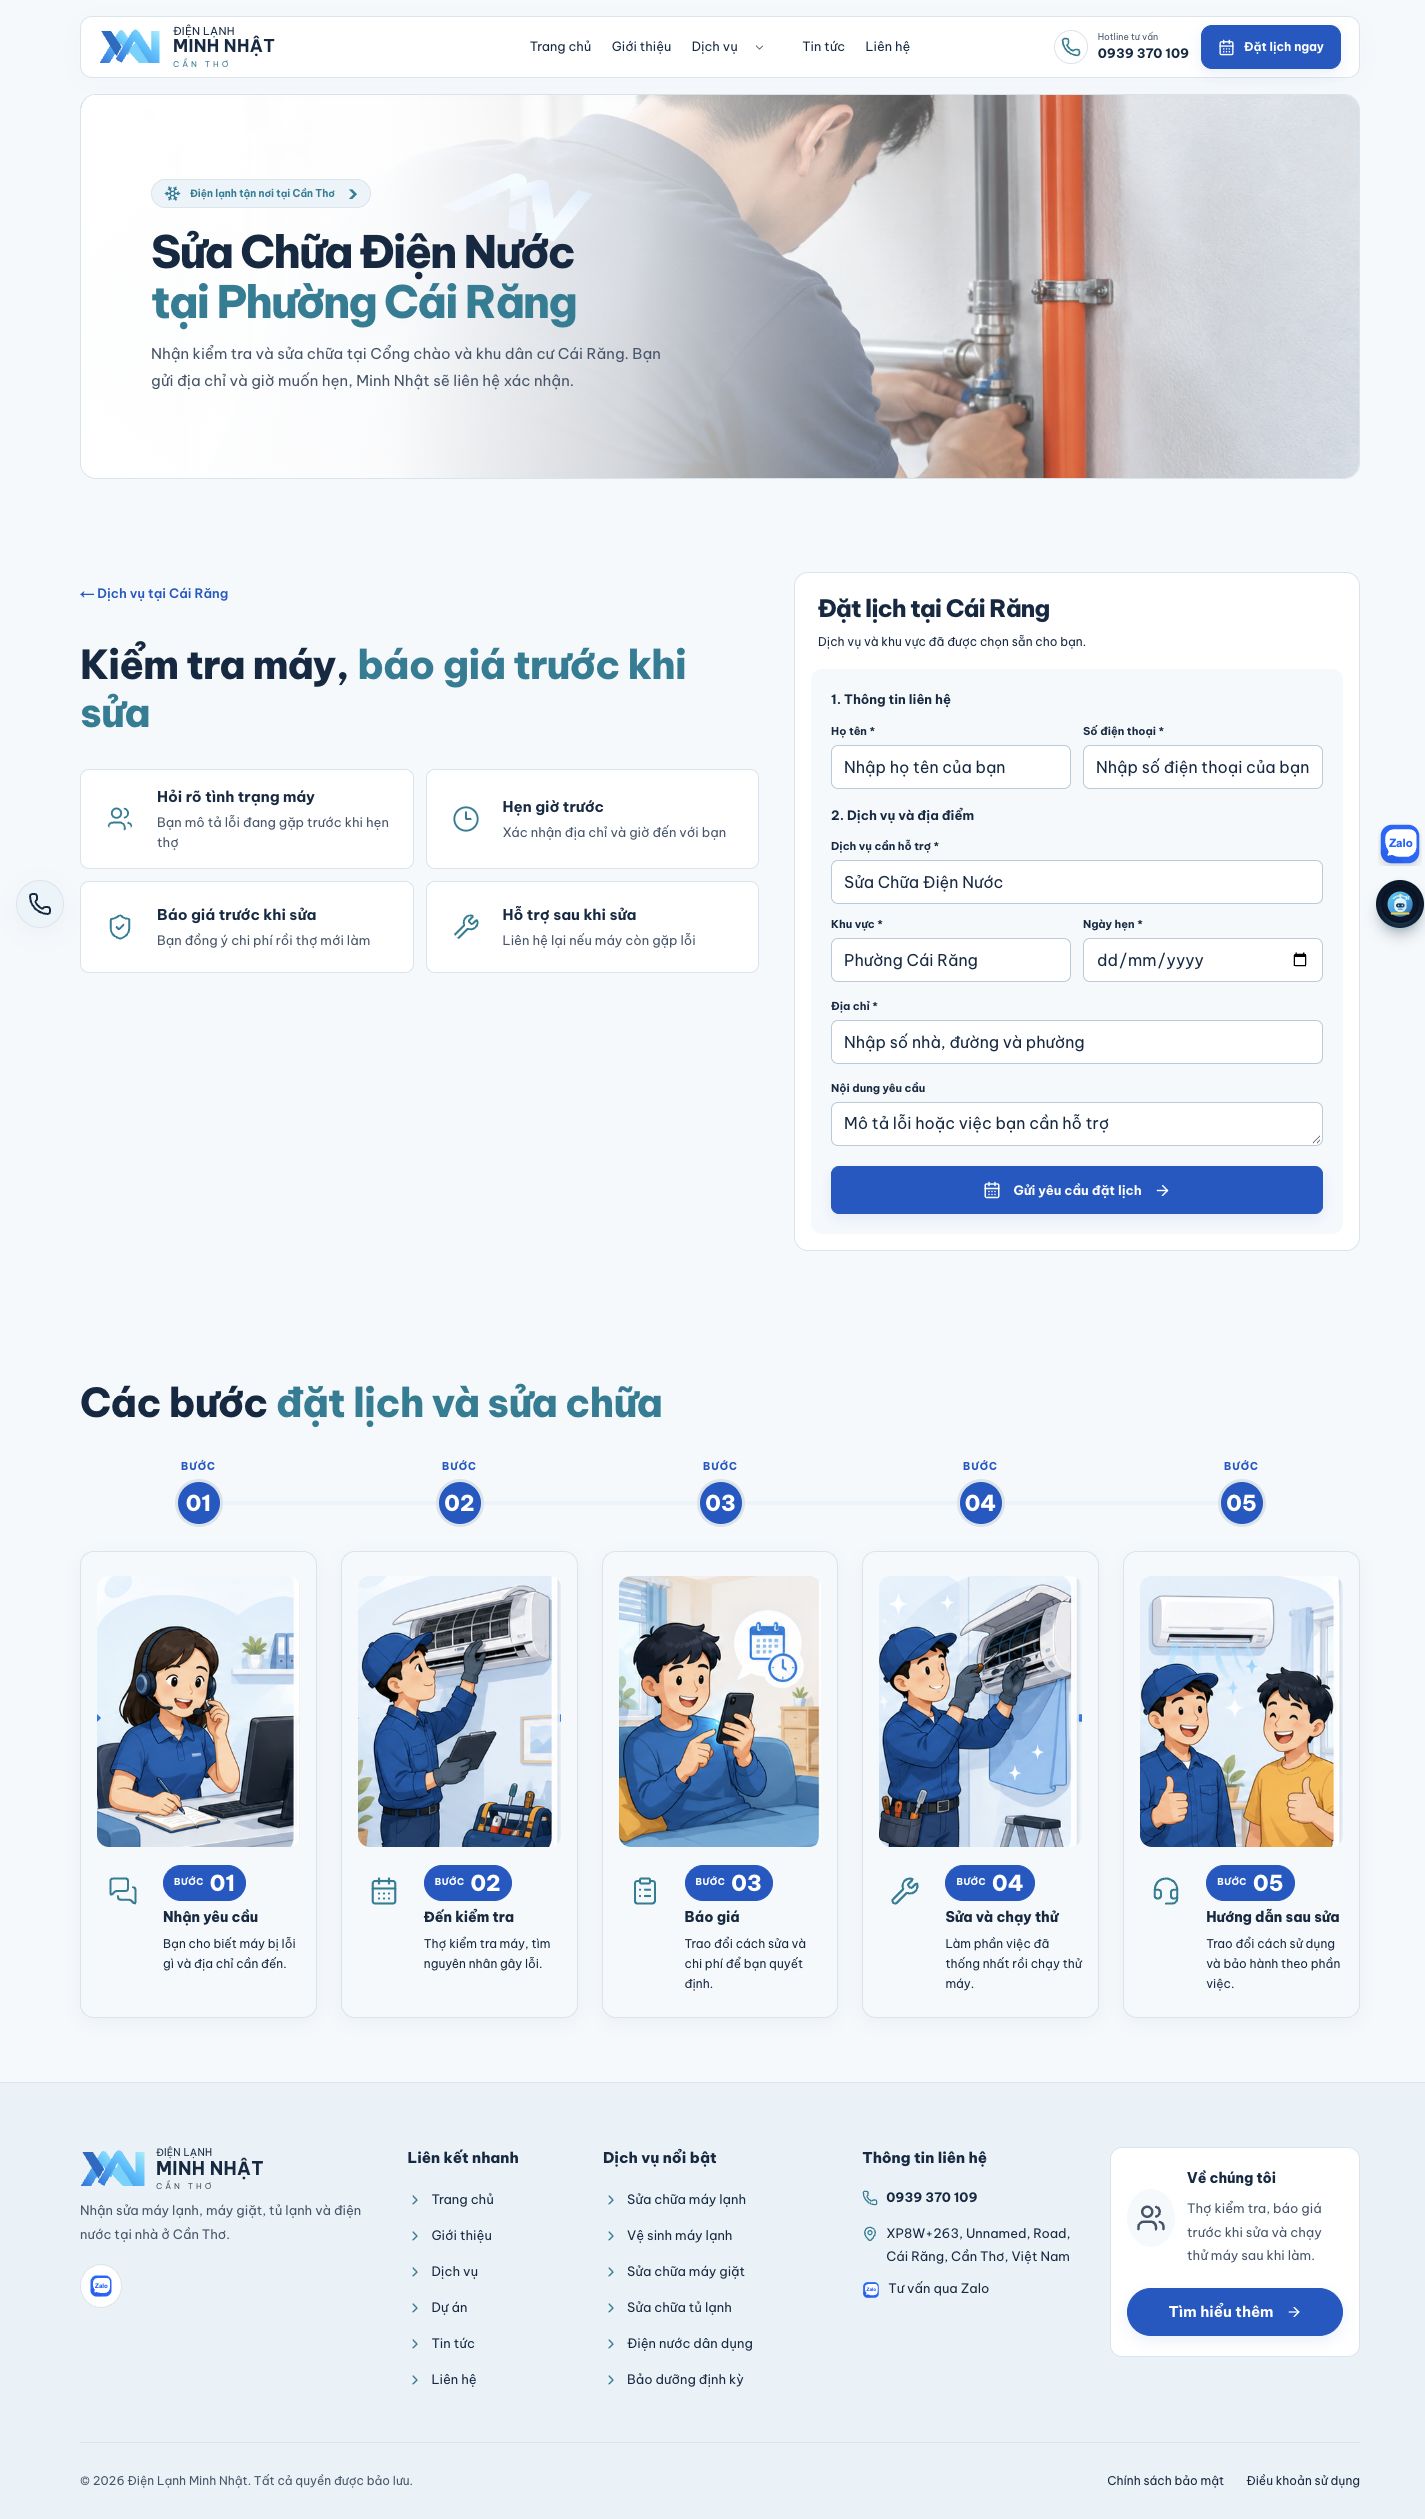 ĐIỆN LẠNH
MINH NHẬT
CẦN THƠ
Trang chủ
Giới thiệu
Dịch vụ
Tin tức
Liên hệ
Hotline tư vấn
0939 370 109
Đặt lịch ngay
Điện lạnh tận nơi tại Cần Thơ
Sửa Chữa Điện Nước
tại Phường Cái Răng
Nhận kiểm tra và sửa chữa tại Cổng chào và khu dân cư Cái Răng. Bạn
gửi địa chỉ và giờ muốn hẹn, Minh Nhật sẽ liên hệ xác nhận.
← Dịch vụ tại Cái Răng
Kiểm tra máy, báo giá trước khi
sửa
Hỏi rõ tình trạng máy
Bạn mô tả lỗi đang gặp trước khi hẹn
thợ
Hẹn giờ trước
Xác nhận địa chỉ và giờ đến với bạn
Báo giá trước khi sửa
Bạn đồng ý chi phí rồi thợ mới làm
Hỗ trợ sau khi sửa
Liên hệ lại nếu máy còn gặp lỗi
Đặt lịch tại Cái Răng
Dịch vụ và khu vực đã được chọn sẵn cho bạn.
1. Thông tin liên hệ
Họ tên *
Số điện thoại *
Nhập họ tên của bạn
Nhập số điện thoại của bạn
2. Dịch vụ và địa điểm
Dịch vụ cần hỗ trợ *
Sửa Chữa Điện Nước
Khu vực *
Ngày hẹn *
Phường Cái Răng
dd/mm/yyyy
Địa chỉ *
Nhập số nhà, đường và phường
Nội dung yêu cầu
Mô tả lỗi hoặc việc bạn cần hỗ trợ
Gửi yêu cầu đặt lịch
Zalo
Các bước đặt lịch và sửa chữa
BƯỚC
01
BƯỚC
02
BƯỚC
03
BƯỚC
04
BƯỚC
05
BƯỚC 01
Nhận yêu cầu
Bạn cho biết máy bị lỗi
gì và địa chỉ cần đến.
BƯỚC 02
Đến kiểm tra
Thợ kiểm tra máy, tìm
nguyên nhân gây lỗi.
BƯỚC 03
Báo giá
Trao đổi cách sửa và
chi phí để bạn quyết
định.
BƯỚC 04
Sửa và chạy thử
Làm phần việc đã
thống nhất rồi chạy thử
máy.
BƯỚC 05
Hướng dẫn sau sửa
Trao đổi cách sử dụng
và bảo hành theo phần
việc.
ĐIỆN LẠNH
MINH NHẬT
CẦN THƠ
Nhận sửa máy lạnh, máy giặt, tủ lạnh và điện
nước tại nhà ở Cần Thơ.
Zalo
Liên kết nhanh
Trang chủ
Giới thiệu
Dịch vụ
Dự án
Tin tức
Liên hệ
Dịch vụ nổi bật
Sửa chữa máy lạnh
Vệ sinh máy lạnh
Sửa chữa máy giặt
Sửa chữa tủ lạnh
Điện nước dân dụng
Bảo dưỡng định kỳ
Thông tin liên hệ
0939 370 109
XP8W+263, Unnamed, Road,
Cái Răng, Cần Thơ, Việt Nam
Zalo
Tư vấn qua Zalo
Về chúng tôi
Thợ kiểm tra, báo giá
trước khi sửa và chạy
thử máy sau khi làm.
Tìm hiểu thêm
© 2026 Điện Lạnh Minh Nhật. Tất cả quyền được bảo lưu.
Chính sách bảo mật
Điều khoản sử dụng